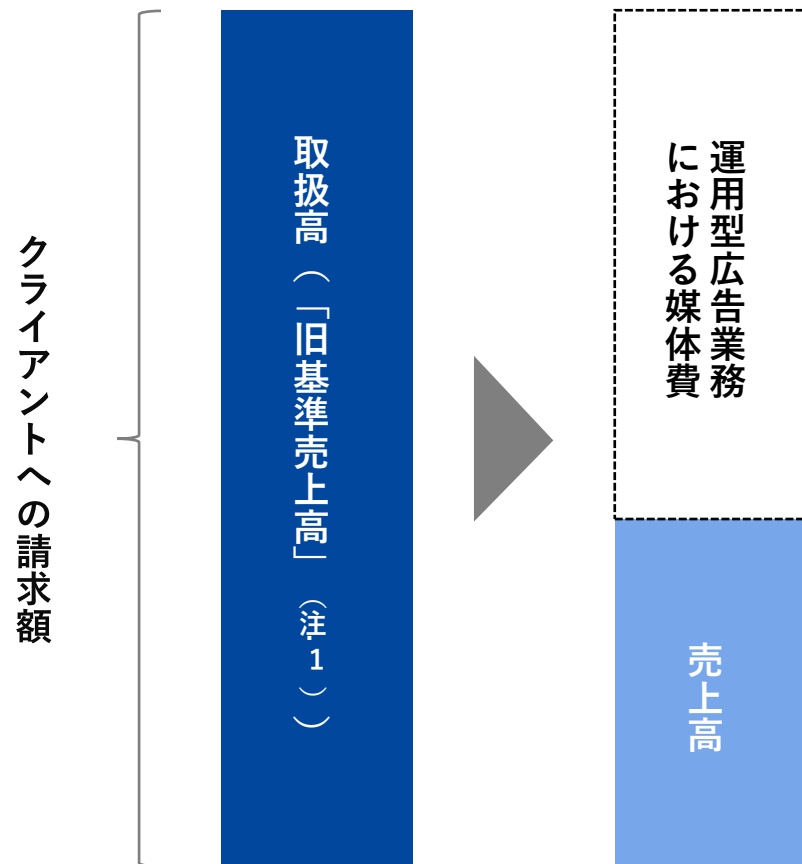 クライアントへの請求額
取扱高（「旧基準売上高」（注.1））
運用型広告業務
における媒体費
売上高